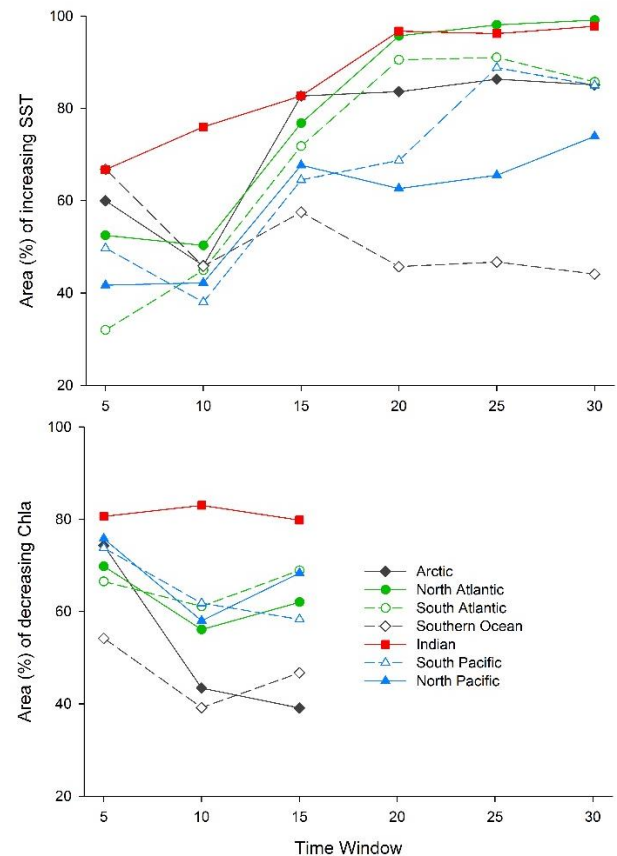 Area (%) of increasing SST
100
80
60
40
20
5 10 15 20 25 30
Area (%) of decreasing Chla
100
80
60
40
20
Arctic
North Atlantic
South Atlantic
Southern Ocean
Indian
South Pacific
North Pacific
5 10 15 20 25 30
Time Window